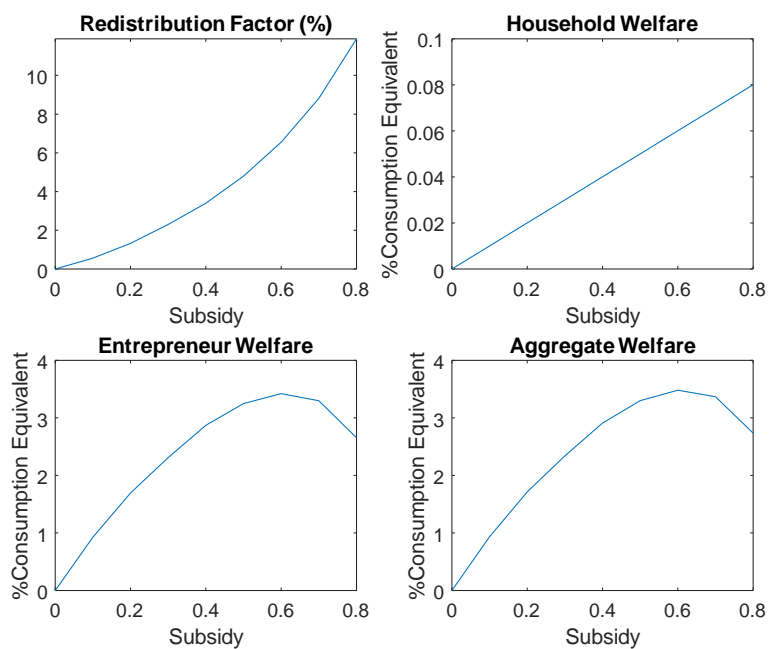 Redistribution Factor (%)
12
10
8
6
4
2
0
0 0.2 0.4 0.6 0.8
Subsidy
Household Welfare
%Consumption Equivalent
0.1
0.08
0.06
0.04
0.02
0
0 0.2 0.4 0.6 0.8
Subsidy
Entrepreneur Welfare
%Consumption Equivalent
4
3
2
1
0
0 0.2 0.4 0.6 0.8
Subsidy
Aggregate Welfare
%Consumption Equivalent
4
3
2
1
0
0 0.2 0.4 0.6 0.8
Subsidy